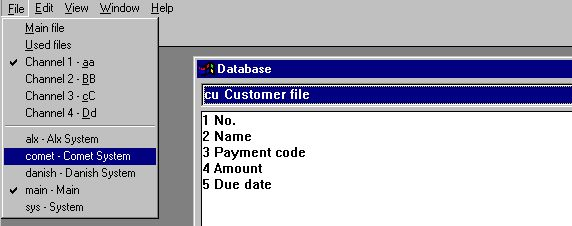 File Edit View Window Help
Main file
Used files
Channel 1 - aa
Channel 2 - BB
Channel 3 - cC
Channel 4 - Dd
alx - Alx System
comet - Comet System
danish - Danish System
main - Main
sys - System
Database
cu Customer file
1 No.
2 Name
3 Payment code
4 Amount
5 Due date